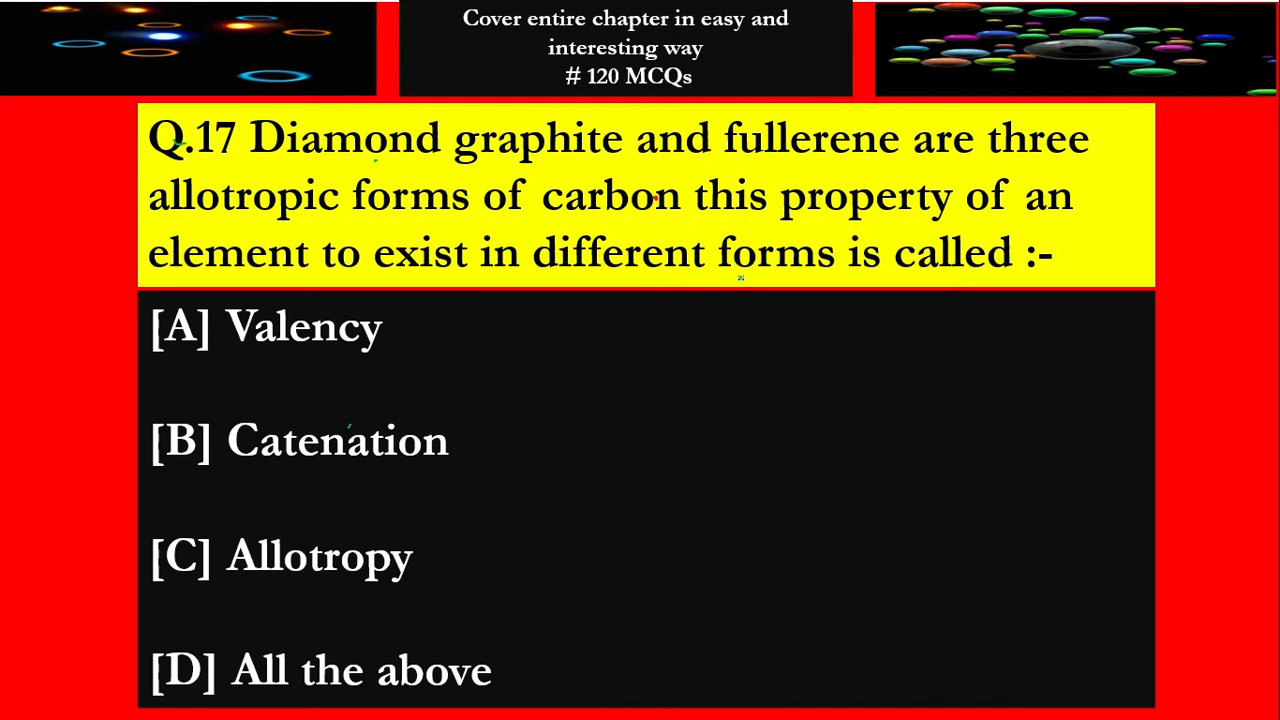 Cover entire chapter in easy and
interesting way
# 120 MCQs
Q.17 Diamond graphite and fullerene are three
allotropic forms of carbon this property of an
element to exist in different forms is called :-
[A] Valency
[B] Catenation
[C] Allotropy
[D] All the above